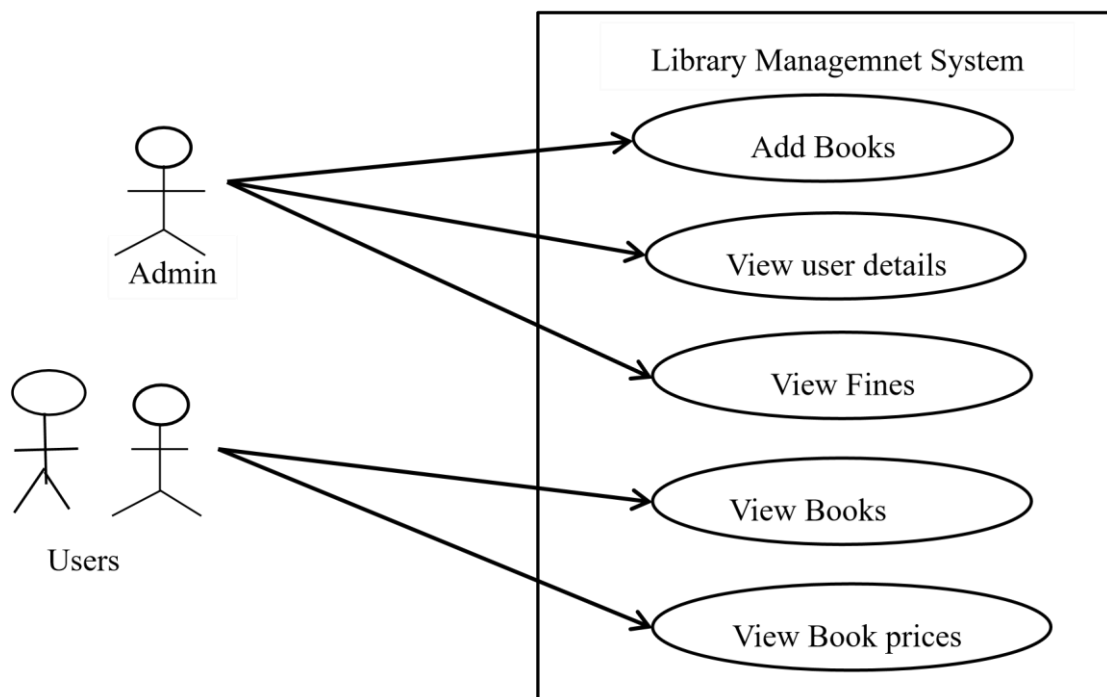 Library Managemnet System
Add Books
Admin
View user details
View Fines
Users
View Books
View Book prices